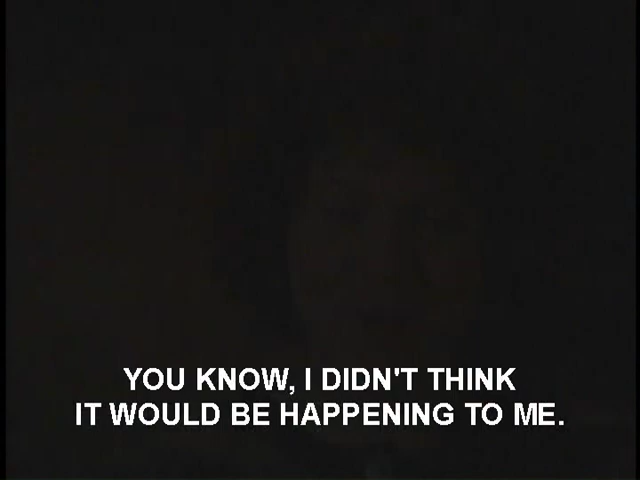 YOU KNOW, I DIDN'T THINK
IT WOULD BE HAPPENING TO ME.